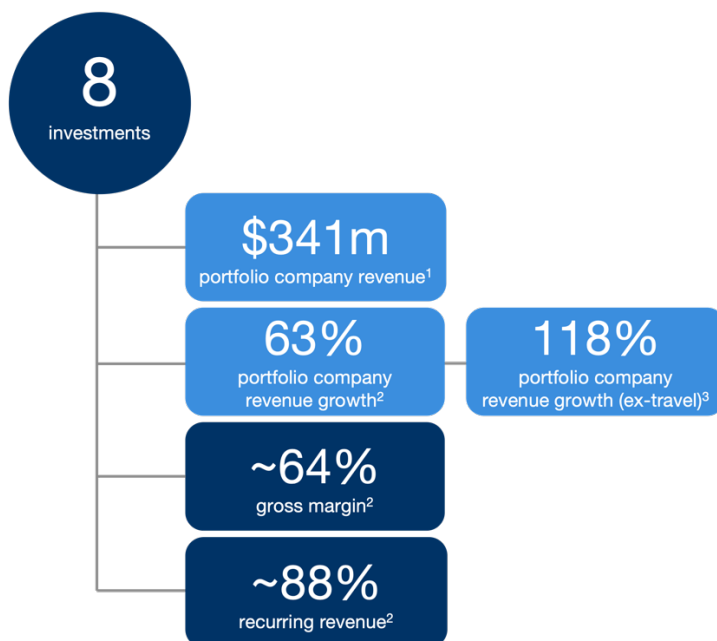 8
investments
$341m
portfolio company revenue¹
63%
portfolio company
revenue growth²
118%
portfolio company
revenue growth (ex-travel)³
~64%
gross margin²
~88%
recurring revenue²